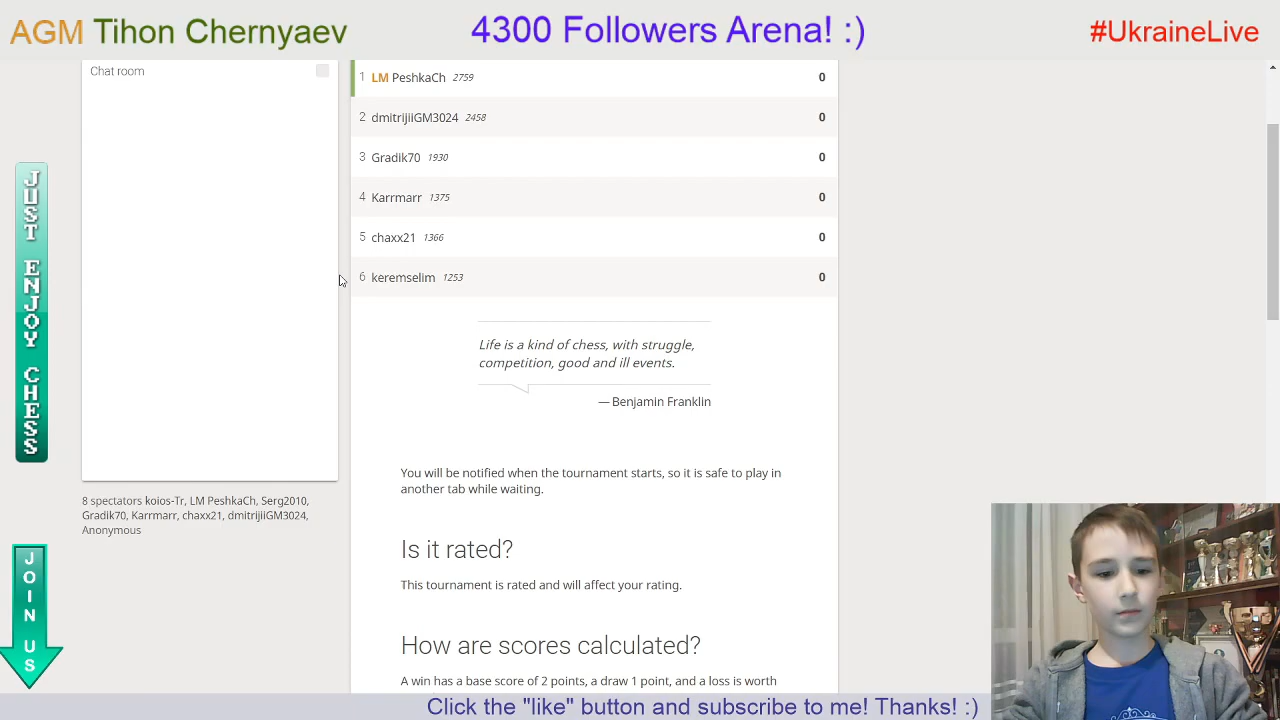 AGM Tihon Chernyaev
4300 Followers Arena! :)
#UkraineLive
Chat room
JUST ENJOY CHESS
JOIN US
8 spectators koios-Tr, LM PeshkaCh, Serg2010,
Gradik70, Karrmarr, chaxx21, dmitrijiiGM3024,
Anonymous
1 LM PeshkaCh 2759 0
2 dmitrijiiGM3024 2458 0
3 Gradik70 1930 0
4 Karrmarr 1375 0
5 chaxx21 1366 0
6 keremselim 1253 0
Life is a kind of chess, with struggle,
competition, good and ill events.
— Benjamin Franklin
You will be notified when the tournament starts, so it is safe to play in
another tab while waiting.
Is it rated?
This tournament is rated and will affect your rating.
How are scores calculated?
A win has a base score of 2 points, a draw 1 point, and a loss is worth
Click the "like" button and subscribe to me! Thanks! :)